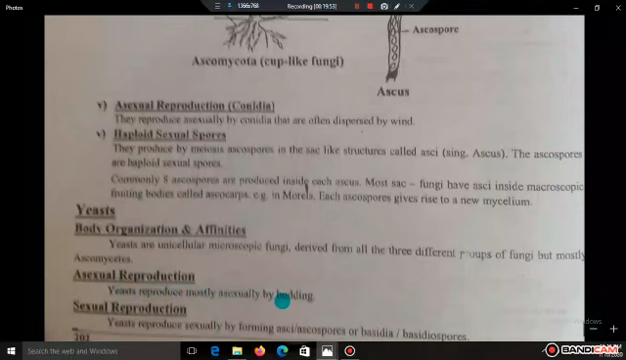 Photos
1366x768
Recording [00:19:53]
Ascospore
Ascomycota (cup-like fungi)
Ascus
v) Asexual Reproduction (Conidia)
They reproduce asexually by conidia that are often dispersed by wind.
v) Haploid Sexual Spores
They produce by meiosis ascospores in the sac like structures called asci (sing. Ascus). The ascospores
are haploid sexual spores.
Commonly 8 ascospores are produced inside each ascus. Most sac – fungi have asci inside macroscopic
fruiting bodies called ascocarps. e.g. in Morels. Each ascospores gives rise to a new mycelium.
Yeasts
Body Organization & Affinities
Yeasts are unicellular microscopic fungi, derived from all the three different groups of fungi but mostly
Ascomycetes.
Asexual Reproduction
Yeasts reproduce mostly asexually by budding.
Sexual Reproduction
Yeasts reproduce sexually by forming asci/ascospores or basidia / basidiospores.
201
Search the web and Windows
BANDICAM